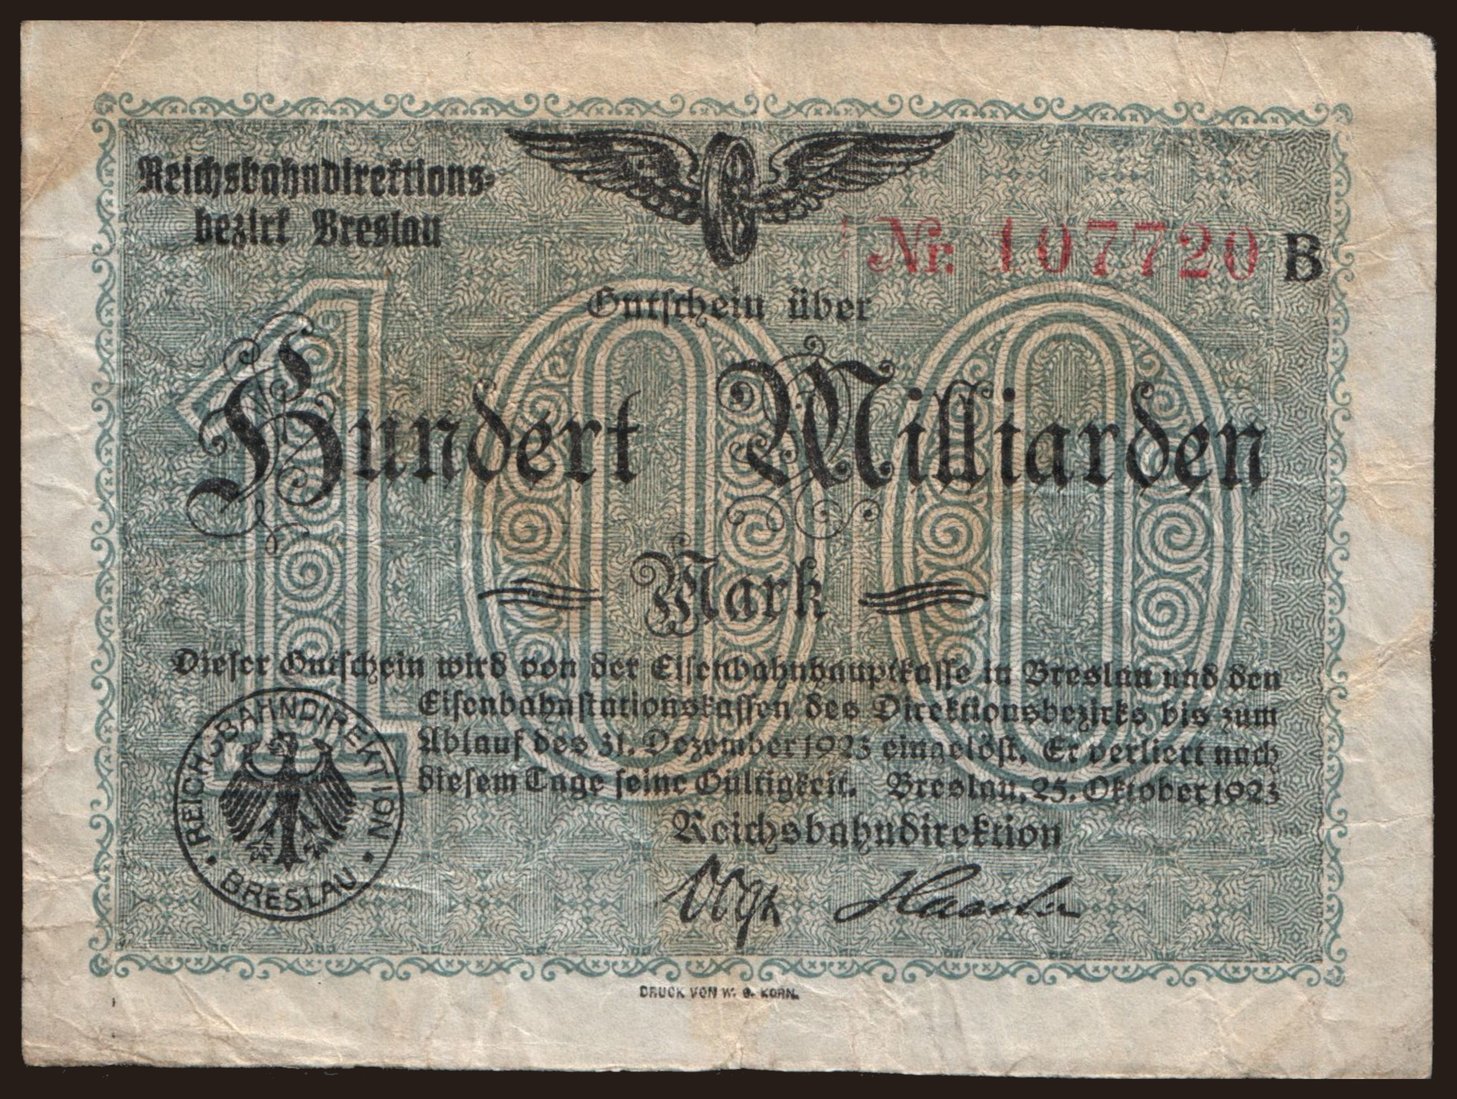 Reichsbahndirektions-
bezirk Breslau
Nr. 107720 B
Gutschein über
100
Hundert Milliarden
Mark
Dieser Gutschein wird von der Eisenbahnhauptkasse in Breslau und den
Eisenbahnstationskassen des Direktionsbezirks bis zum
Ablauf des 31. Dezember 1923 eingelöst. Er verliert nach
diesem Tage seine Gültigkeit. Breslau, 25. Oktober 1923
Reichsbahndirektion
REICHSBAHNDIREKTION
• BRESLAU •
DRUCK VON W. G. KORN.